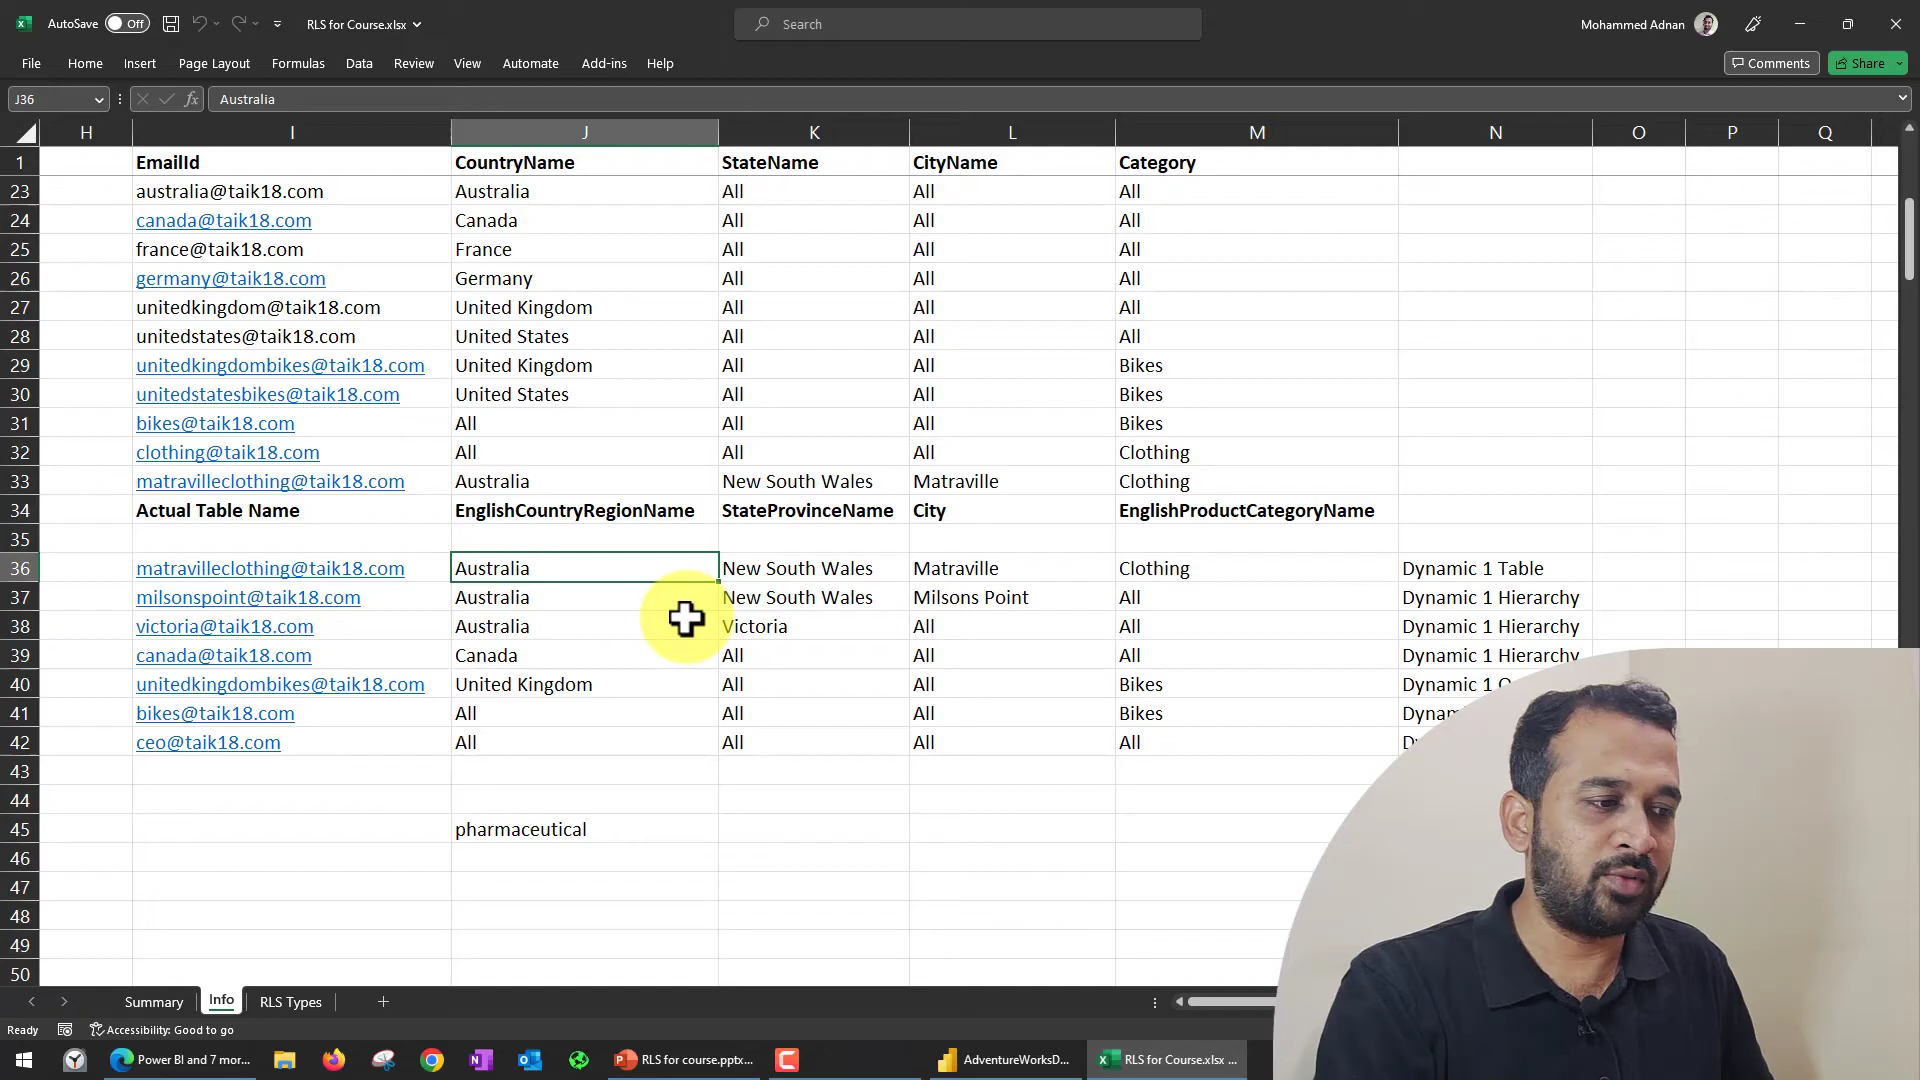 AutoSave Off RLS for Course.xlsx Search Mohammed Adnan
File Home Insert Page Layout Formulas Data Review View Automate Add-ins Help Comments Share
J36 fx Australia
H I J K L M N O P Q
1 EmailId CountryName StateName CityName Category
23 australia@taik18.com Australia All All All
24 canada@taik18.com Canada All All All
25 france@taik18.com France All All All
26 germany@taik18.com Germany All All All
27 unitedkingdom@taik18.com United Kingdom All All All
28 unitedstates@taik18.com United States All All All
29 unitedkingdombikes@taik18.com United Kingdom All All Bikes
30 unitedstatesbikes@taik18.com United States All All Bikes
31 bikes@taik18.com All All All Bikes
32 clothing@taik18.com All All All Clothing
33 matravilleclothing@taik18.com Australia New South Wales Matraville Clothing
34 Actual Table Name EnglishCountryRegionName StateProvinceName City EnglishProductCategoryName
35
36 matravilleclothing@taik18.com Australia New South Wales Matraville Clothing Dynamic 1 Table
37 milsonspoint@taik18.com Australia New South Wales Milsons Point All Dynamic 1 Hierarchy
38 victoria@taik18.com Australia Victoria All All Dynamic 1 Hierarchy
39 canada@taik18.com Canada All All All Dynamic 1 Hierarchy
40 unitedkingdombikes@taik18.com United Kingdom All All Bikes Dynamic 1
41 bikes@taik18.com All All All Bikes
42 ceo@taik18.com All All All All
43
44
45 pharmaceutical
46
47
48
49
50
Summary Info RLS Types
Ready Accessibility: Good to go
Power BI and 7 mor... RLS for course.pptx... AdventureWorksD... RLS for Course.xlsx ...